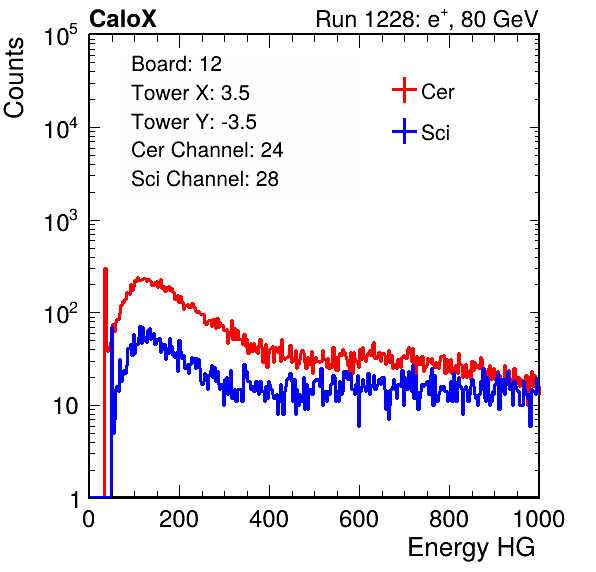 CaloX Run 1228: e⁺, 80 GeV
Counts
10⁵
10⁴
10³
10²
10
1
Board: 12
Tower X: 3.5
Tower Y: -3.5
Cer Channel: 24
Sci Channel: 28
Cer
Sci
0 200 400 600 800 1000
Energy HG